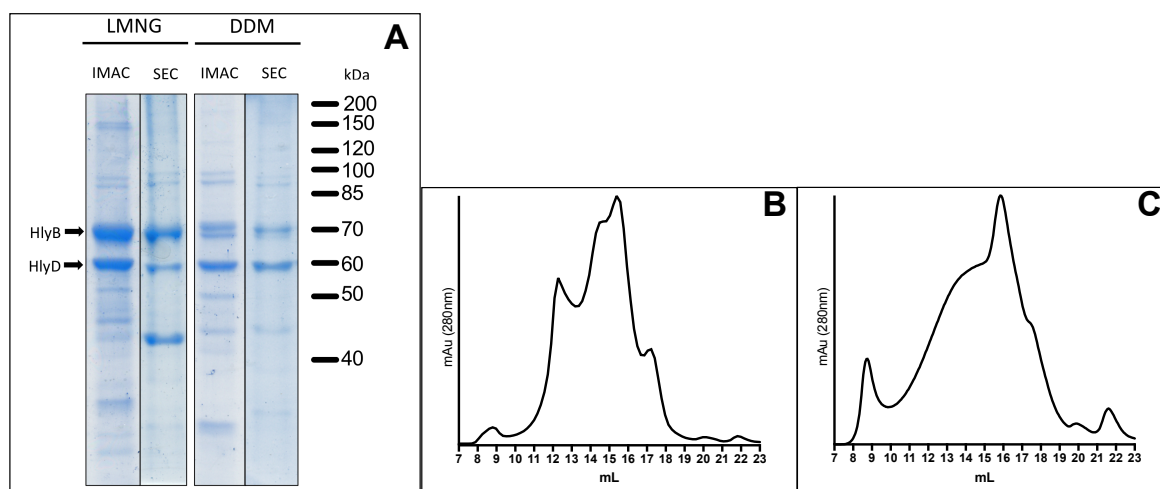 LMNG DDM A
IMAC SEC IMAC SEC kDa
200
150
120
100
85
HlyB 70
HlyD 60
50
40
B
mAu (280nm)
7 8 9 10 11 12 13 14 15 16 17 18 19 20 21 22 23
mL
C
mAu (280nm)
7 8 9 10 11 12 13 14 15 16 17 18 19 20 21 22 23
mL